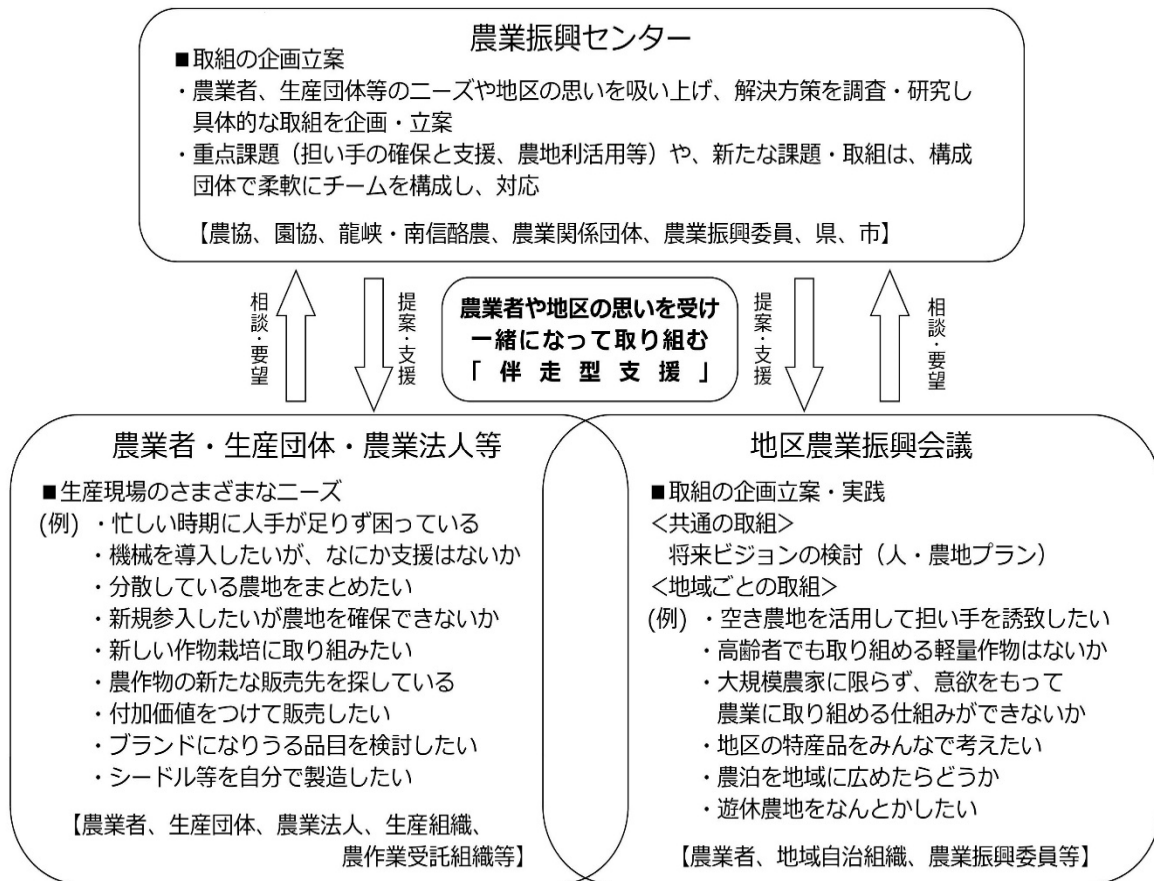 農業振興センター
■取組の企画立案
・農業者、生産団体等のニーズや地区の思いを吸い上げ、解決方策を調査・研究し
具体的な取組を企画・立案
・重点課題（担い手の確保と支援、農地利活用等）や、新たな課題・取組は、構成
団体で柔軟にチームを構成し、対応
【農協、園協、龍峡・南信酪農、農業関係団体、農業振興委員、県、市】
相談・要望
提案・支援
農業者や地区の思いを受け
一緒になって取り組む
「伴走型支援」
提案・支援
相談・要望
農業者・生産団体・農業法人等
■生産現場のさまざまなニーズ
(例）・忙しい時期に人手が足りず困っている
・機械を導入したいが、なにか支援はないか
・分散している農地をまとめたい
・新規参入したいが農地を確保できないか
・新しい作物栽培に取り組みたい
・農作物の新たな販売先を探している
・付加価値をつけて販売したい
・ブランドになりうる品目を検討したい
・シードル等を自分で製造したい
【農業者、生産団体、農業法人、生産組織、
農作業受託組織等】
地区農業振興会議
■取組の企画立案・実践
＜共通の取組＞
将来ビジョンの検討（人・農地プラン）
＜地域ごとの取組＞
(例）・空き農地を活用して担い手を誘致したい
・高齢者でも取り組める軽量作物はないか
・大規模農家に限らず、意欲をもって
農業に取り組める仕組みができないか
・地区の特産品をみんなで考えたい
・農泊を地域に広めたらどうか
・遊休農地をなんとかしたい
【農業者、地域自治組織、農業振興委員等】